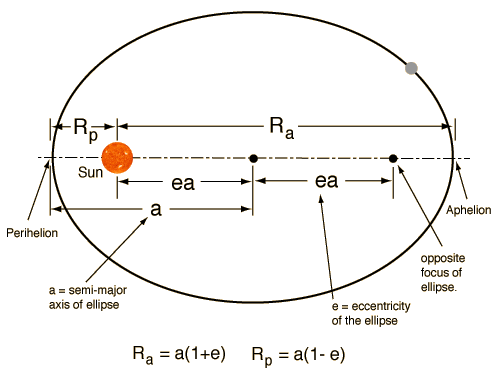 Rp
Ra
Sun
ea
ea
a
Perihelion
Aphelion
opposite
focus of
ellipse.
a = semi-major
axis of ellipse
e = eccentricity
of the ellipse
Ra = a(1+e) Rp = a(1- e)